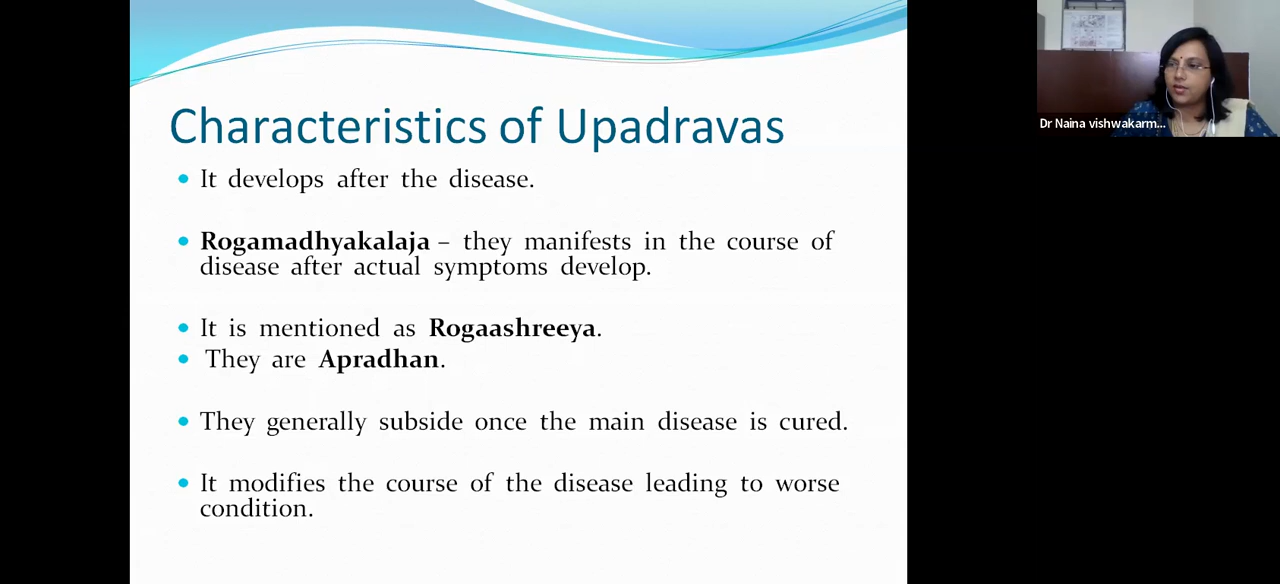 Characteristics of Upadravas
• It develops after the disease.
• Rogamadhyakalaja – they manifests in the course of
disease after actual symptoms develop.
• It is mentioned as Rogaashreeya.
• They are Apradhan.
• They generally subside once the main disease is cured.
• It modifies the course of the disease leading to worse
condition.
Dr Naina vishwakarm...